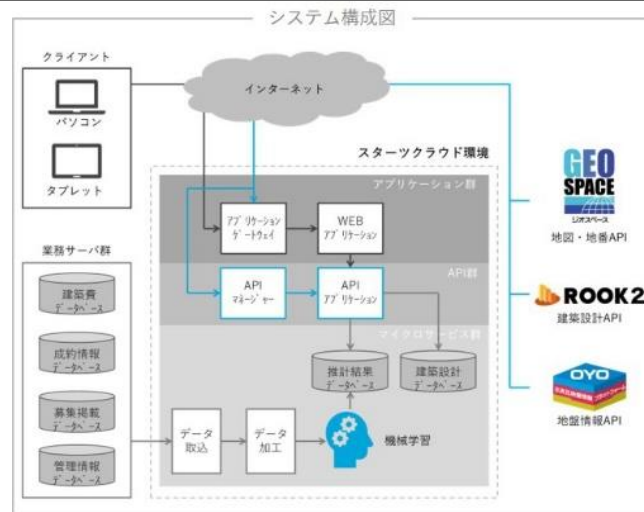 システム構成図
クライアント
パソコン
タブレット
インターネット
スターツクラウド環境
アプリケーション群
アプリケーション
ゲートウェイ
WEB
アプリケーション
API群
API
マネージャー
API
アプリケーション
マイクロサービス群
推計結果
データベース
建築設計
データベース
業務サーバ群
建築費
データベース
成約情報
データベース
募集掲載
データベース
管理情報
データベース
データ
取込
データ
加工
機械学習
GEO
SPACE
ジオスペース
地図・地番API
ROOK2
建築設計API
OYO
地盤情報API